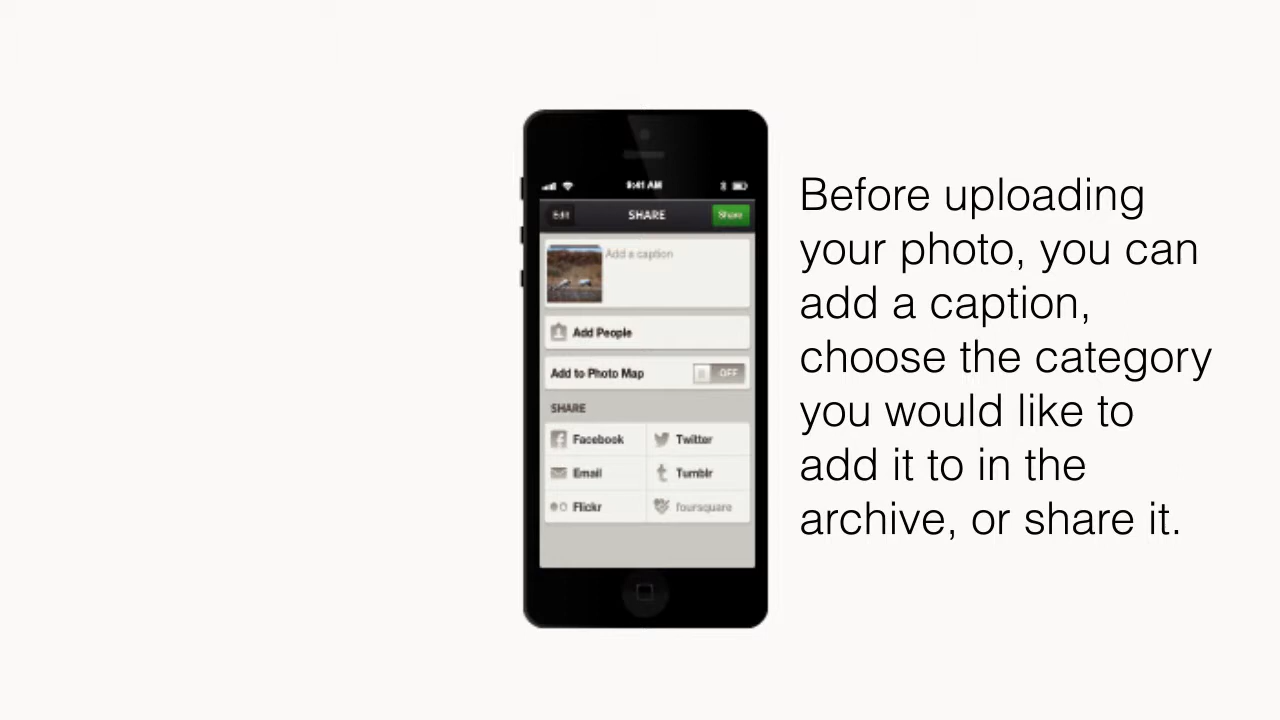 9:41 AM
Edit SHARE Share
Add a caption
Add People
Add to Photo Map OFF
SHARE
Facebook Twitter
Email Tumblr
Flickr foursquare
Before uploading
your photo, you can
add a caption,
choose the category
you would like to
add it to in the
archive, or share it.